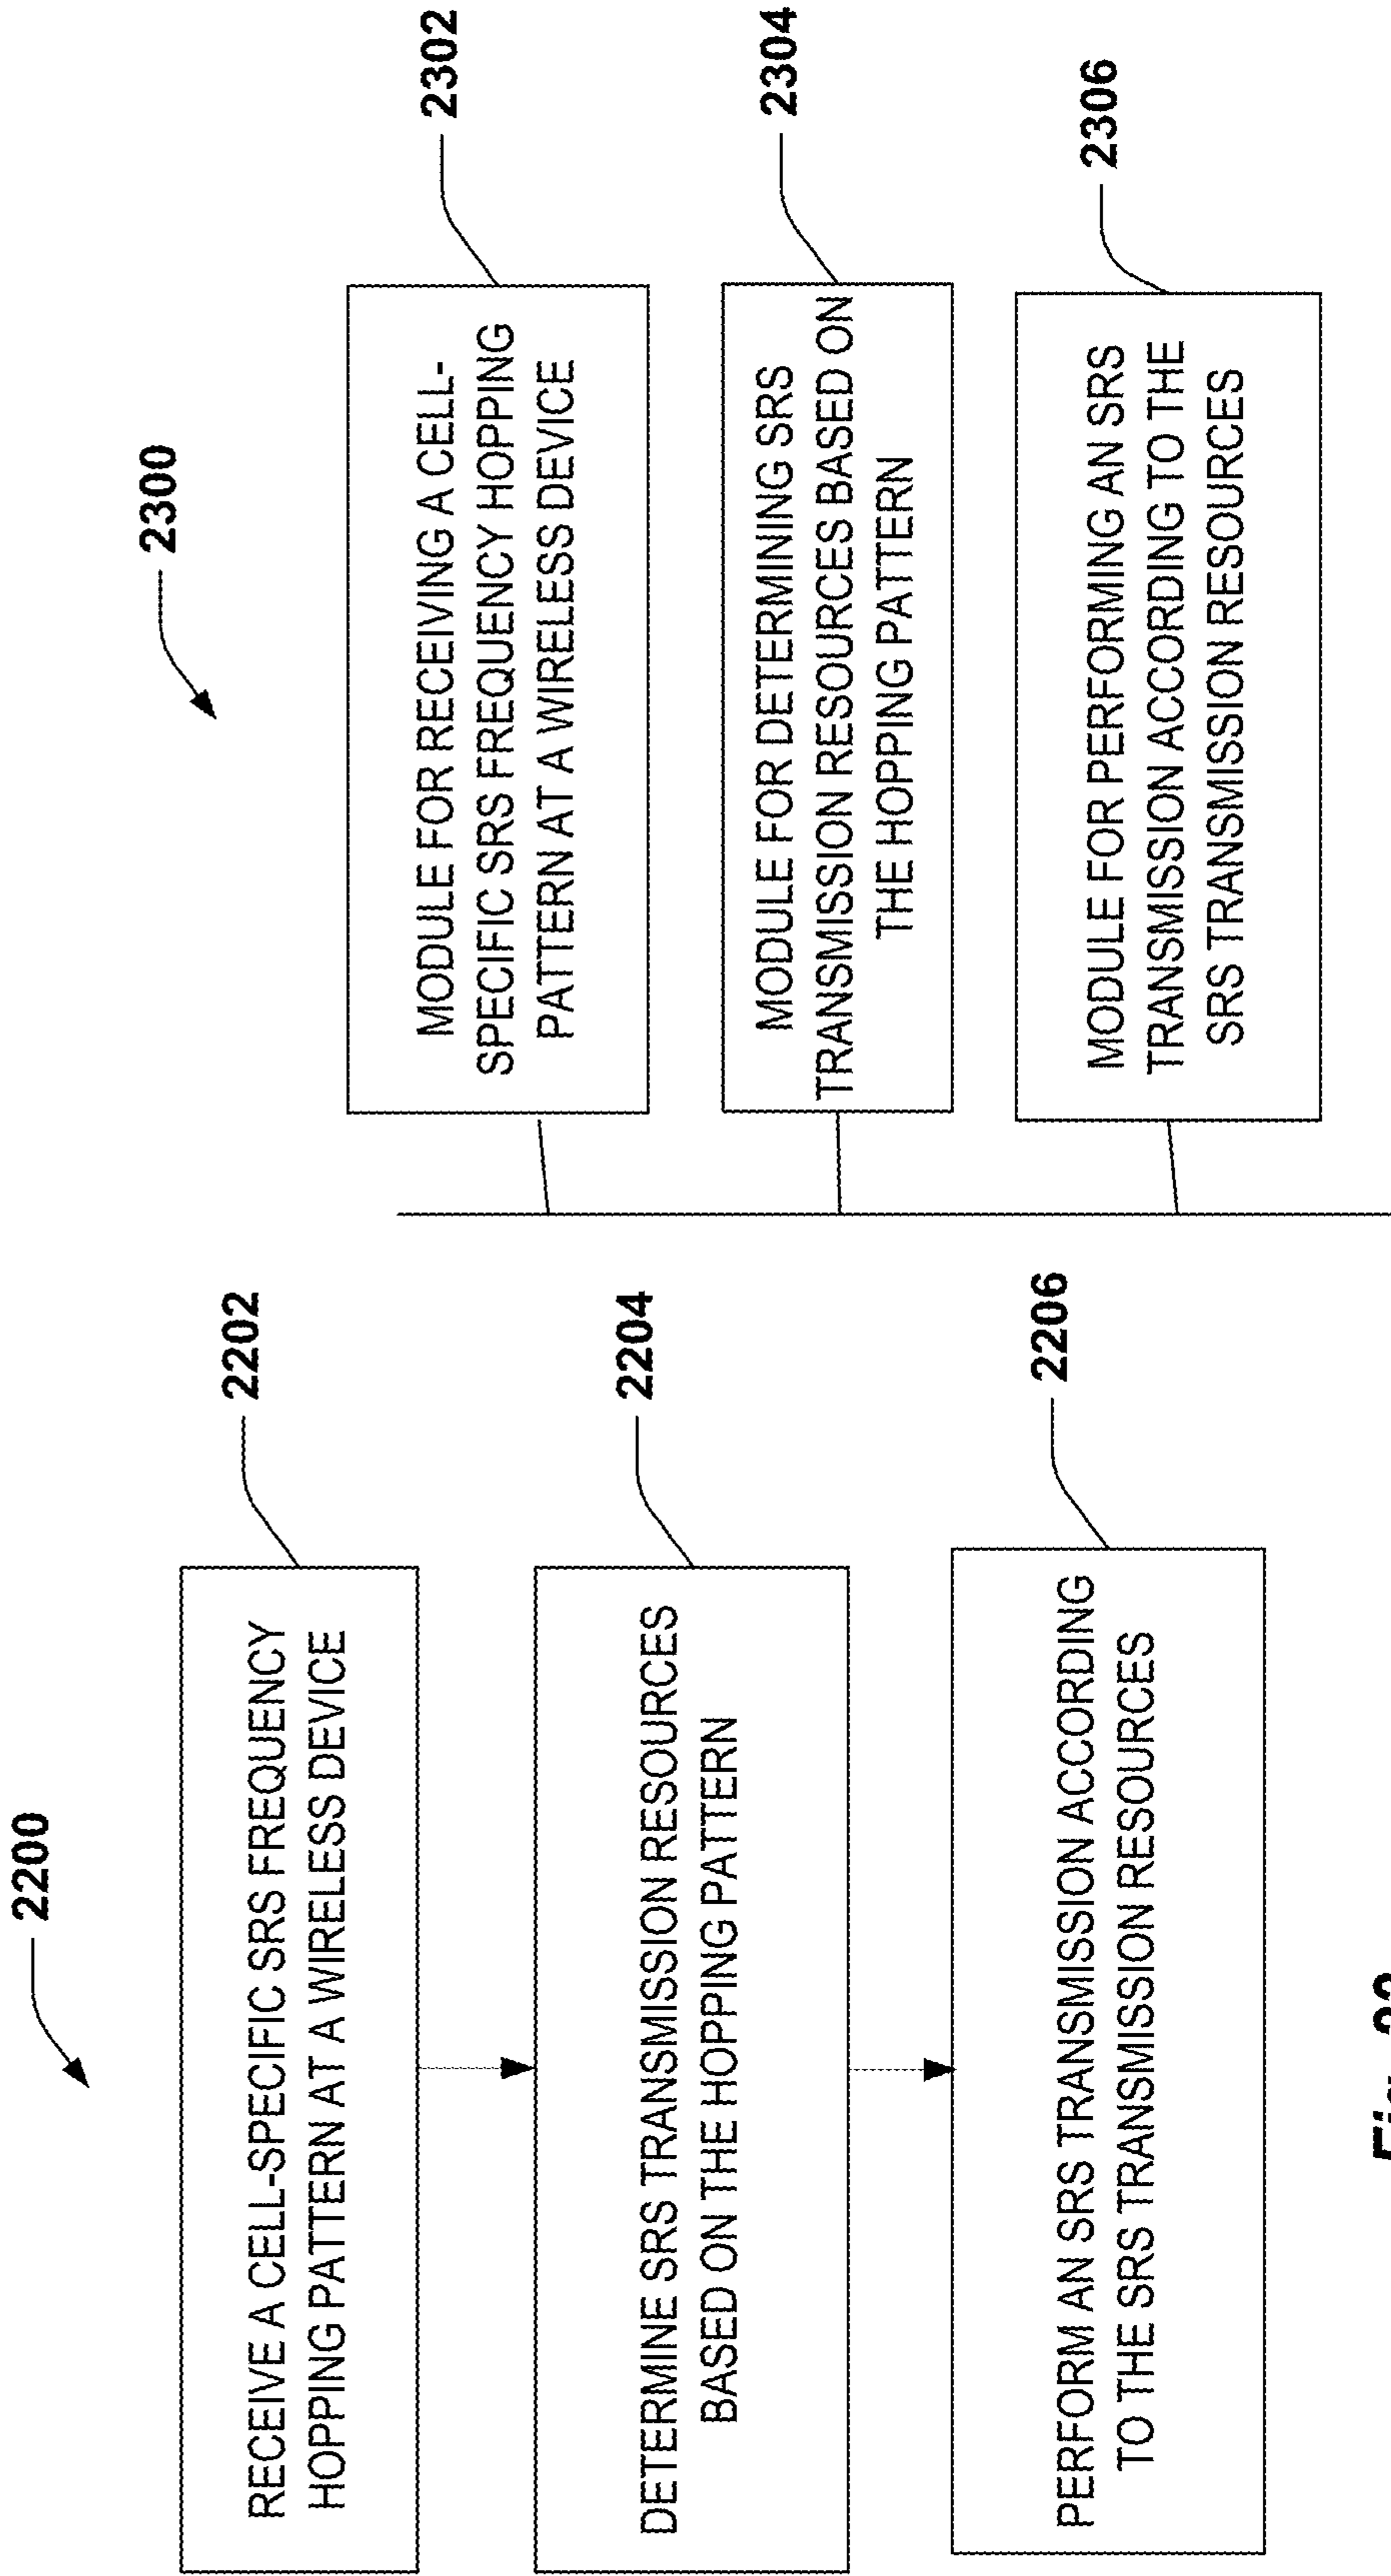 2200
RECEIVE A CELL-SPECIFIC SRS FREQUENCY
HOPPING PATTERN AT A WIRELESS DEVICE
2202
DETERMINE SRS TRANSMISSION RESOURCES
BASED ON THE HOPPING PATTERN
2204
PERFORM AN SRS TRANSMISSION ACCORDING
TO THE SRS TRANSMISSION RESOURCES
2206
2300
MODULE FOR RECEIVING A CELL-
SPECIFIC SRS FREQUENCY HOPPING
PATTERN AT A WIRELESS DEVICE
2302
MODULE FOR DETERMINING SRS
TRANSMISSION RESOURCES BASED ON
THE HOPPING PATTERN
2304
MODULE FOR PERFORMING AN SRS
TRANSMISSION ACCORDING TO THE
SRS TRANSMISSION RESOURCES
2306